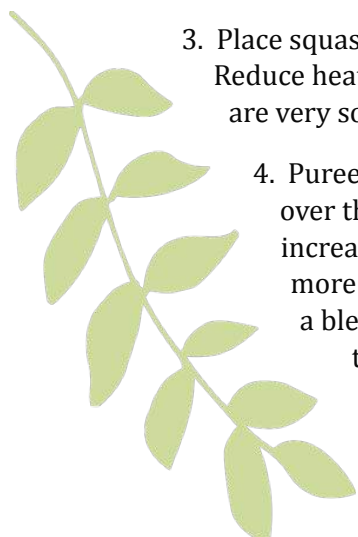 3. Place squas
Reduce hea
are very so
4. Puree
over th
increa
more
a ble
t